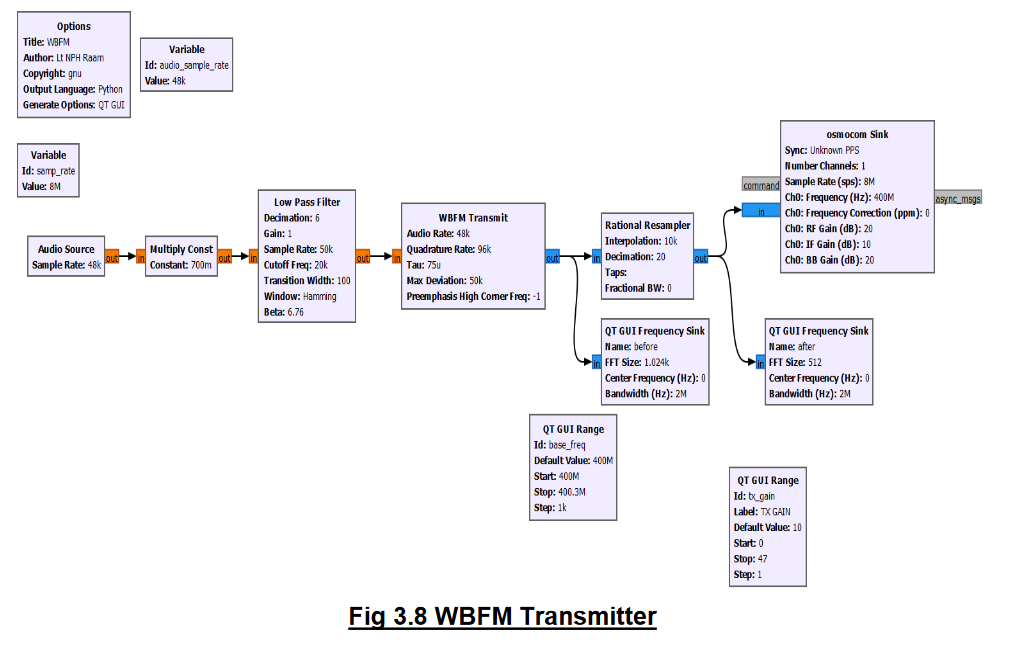 Options
Title: WBFM
Author: Lt NPH Raam
Copyright: gnu
Output Language: Python
Generate Options: QT GUI
Variable
Id: audio_sample_rate
Value: 48k
Variable
Id: samp_rate
Value: 8M
Audio Source
Sample Rate: 48k
out
in
Multiply Const
Constant: 700m
out
in
Low Pass Filter
Decimation: 6
Gain: 1
Sample Rate: 50k
Cutoff Freq: 20k
Transition Width: 100
Window: Hamming
Beta: 6.76
out
in
WBFM Transmit
Audio Rate: 48k
Quadrature Rate: 96k
Tau: 75u
Max Deviation: 50k
Preemphasis High Corner Freq: -1
out
in
Rational Resampler
Interpolation: 10k
Decimation: 20
Taps:
Fractional BW: 0
out
command
in
osmocom Sink
Sync: Unknown PPS
Number Channels: 1
Sample Rate (sps): 8M
Ch0: Frequency (Hz): 400M
Ch0: Frequency Correction (ppm): 0
Ch0: RF Gain (dB): 20
Ch0: IF Gain (dB): 10
Ch0: BB Gain (dB): 20
async_msgs
in
QT GUI Frequency Sink
Name: before
FFT Size: 1.024k
Center Frequency (Hz): 0
Bandwidth (Hz): 2M
in
QT GUI Frequency Sink
Name: after
FFT Size: 512
Center Frequency (Hz): 0
Bandwidth (Hz): 2M
QT GUI Range
Id: base_freq
Default Value: 400M
Start: 400M
Stop: 400.3M
Step: 1k
QT GUI Range
Id: tx_gain
Label: TX GAIN
Default Value: 10
Start: 0
Stop: 47
Step: 1
Fig 3.8 WBFM Transmitter